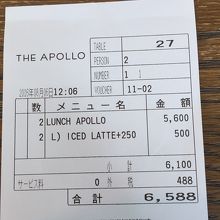 THE APOLLO
TABLE 27
PERSON 2
NUMBER 1 1
12:06 VOUCHER 11-02
数 メニュー名 金額
2 LUNCH APOLLO 5,600
2 L) ICED LATTE+250 500
小 計 6,100
サービス料 0 外 税 488
合計 6,588